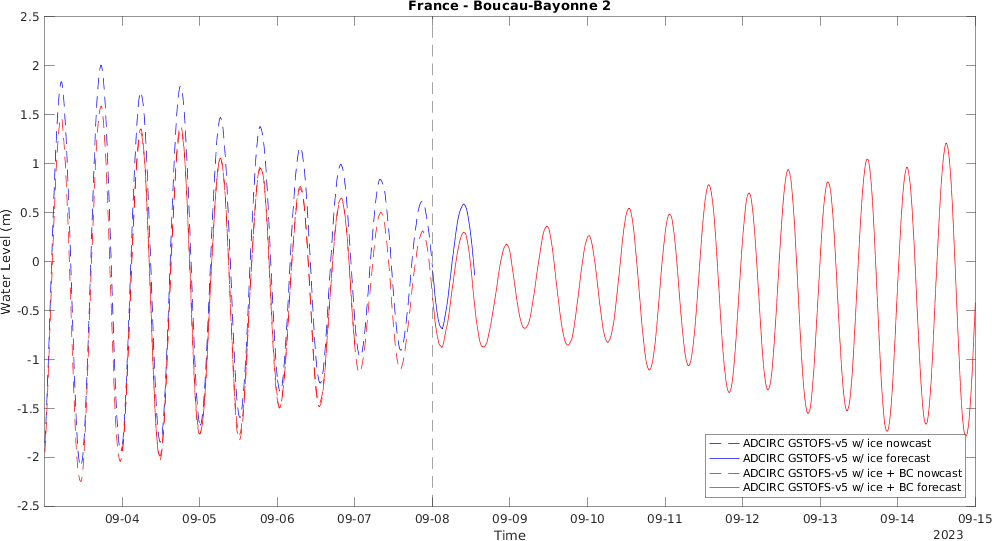 France - Boucau-Bayonne 2
2.5
2
1.5
1
0.5
0
-0.5
-1
-1.5
-2
-2.5
Water Level (m)
ADCIRC GSTOFS-v5 w/ ice nowcast
ADCIRC GSTOFS-v5 w/ ice forecast
ADCIRC GSTOFS-v5 w/ ice + BC nowcast
ADCIRC GSTOFS-v5 w/ ice + BC forecast
09-04 09-05 09-06 09-07 09-08 09-09 09-10 09-11 09-12 09-13 09-14 09-15
Time
2023